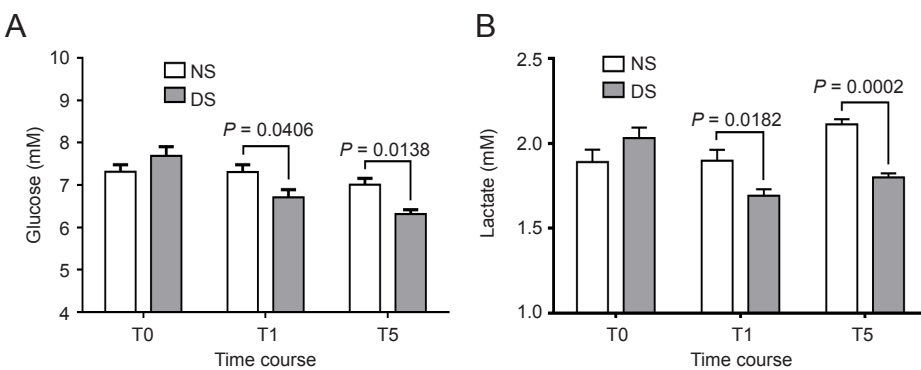 A
Glucose (mM)
10
9
8
7
6
5
4
NS
DS
P = 0.0406
P = 0.0138
T0 T1 T5
Time course
B
Lactate (mM)
2.5
2.0
1.5
1.0
NS
DS
P = 0.0182
P = 0.0002
T0 T1 T5
Time course